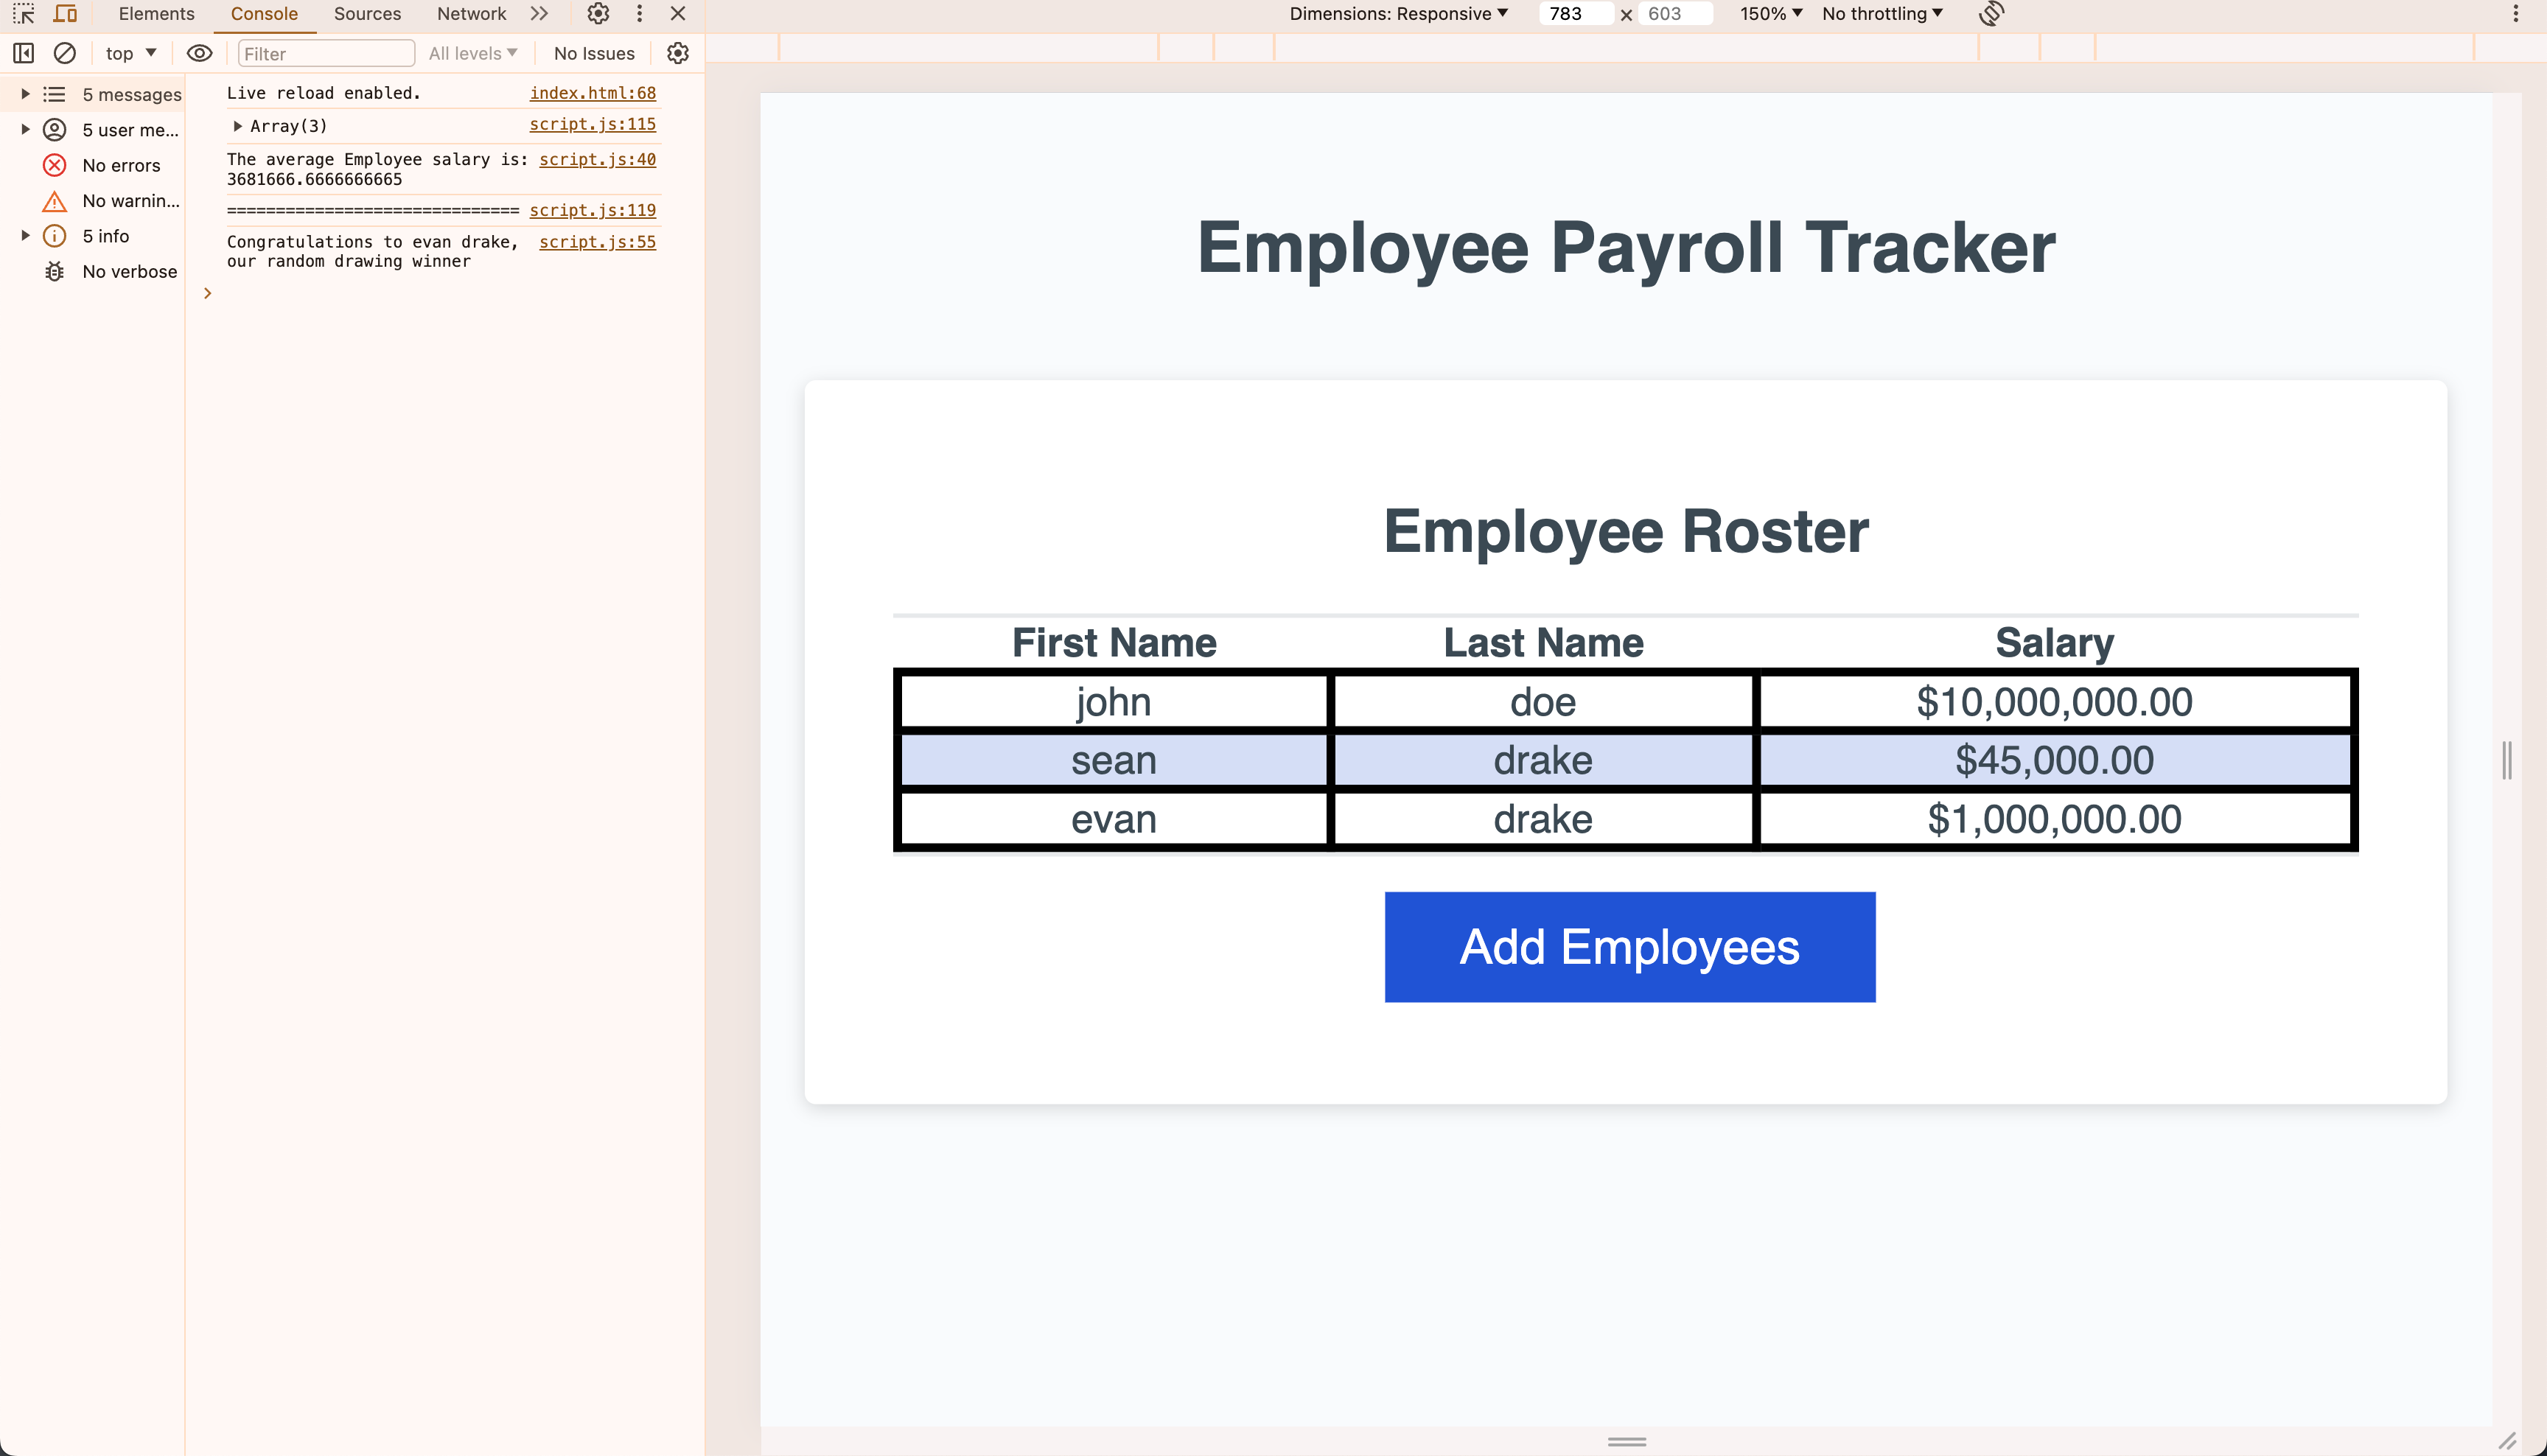 Elements Console Sources Network
Dimensions: Responsive 783 x 603 150% No throttling
top Filter All levels No Issues
5 messages
5 user me...
No errors
No warnin...
5 info
No verbose
Live reload enabled. index.html:68
Array(3) script.js:115
The average Employee salary is: script.js:40
3681666.6666666665
============================== script.js:119
Congratulations to evan drake, script.js:55
our random drawing winner
Employee Payroll Tracker
Employee Roster
First Name Last Name Salary
john doe $10,000,000.00
sean drake $45,000.00
evan drake $1,000,000.00
Add Employees